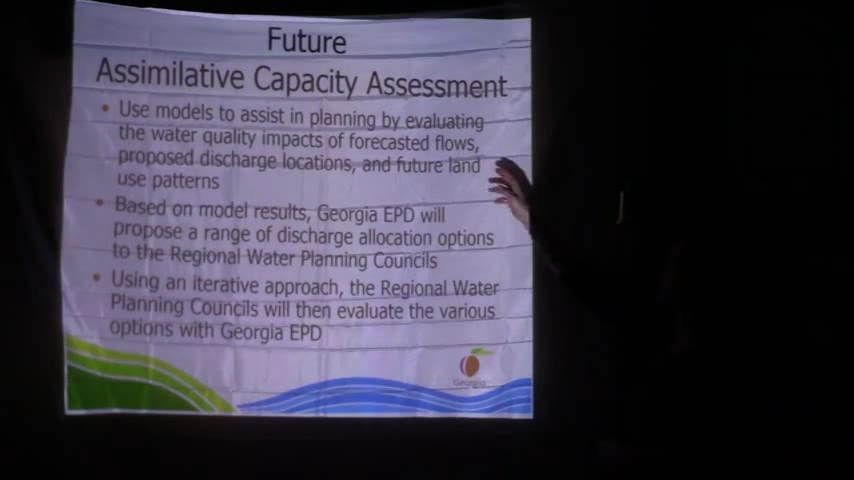 Future
Assimilative Capacity Assessment
• Use models to assist in planning by evaluating
the water quality impacts of forecasted flows,
proposed discharge locations, and future land
use patterns
• Based on model results, Georgia EPD will
propose a range of discharge allocation options
to the Regional Water Planning Councils
• Using an iterative approach, the Regional Water
Planning Councils will then evaluate the various
options with Georgia EPD
Georgia